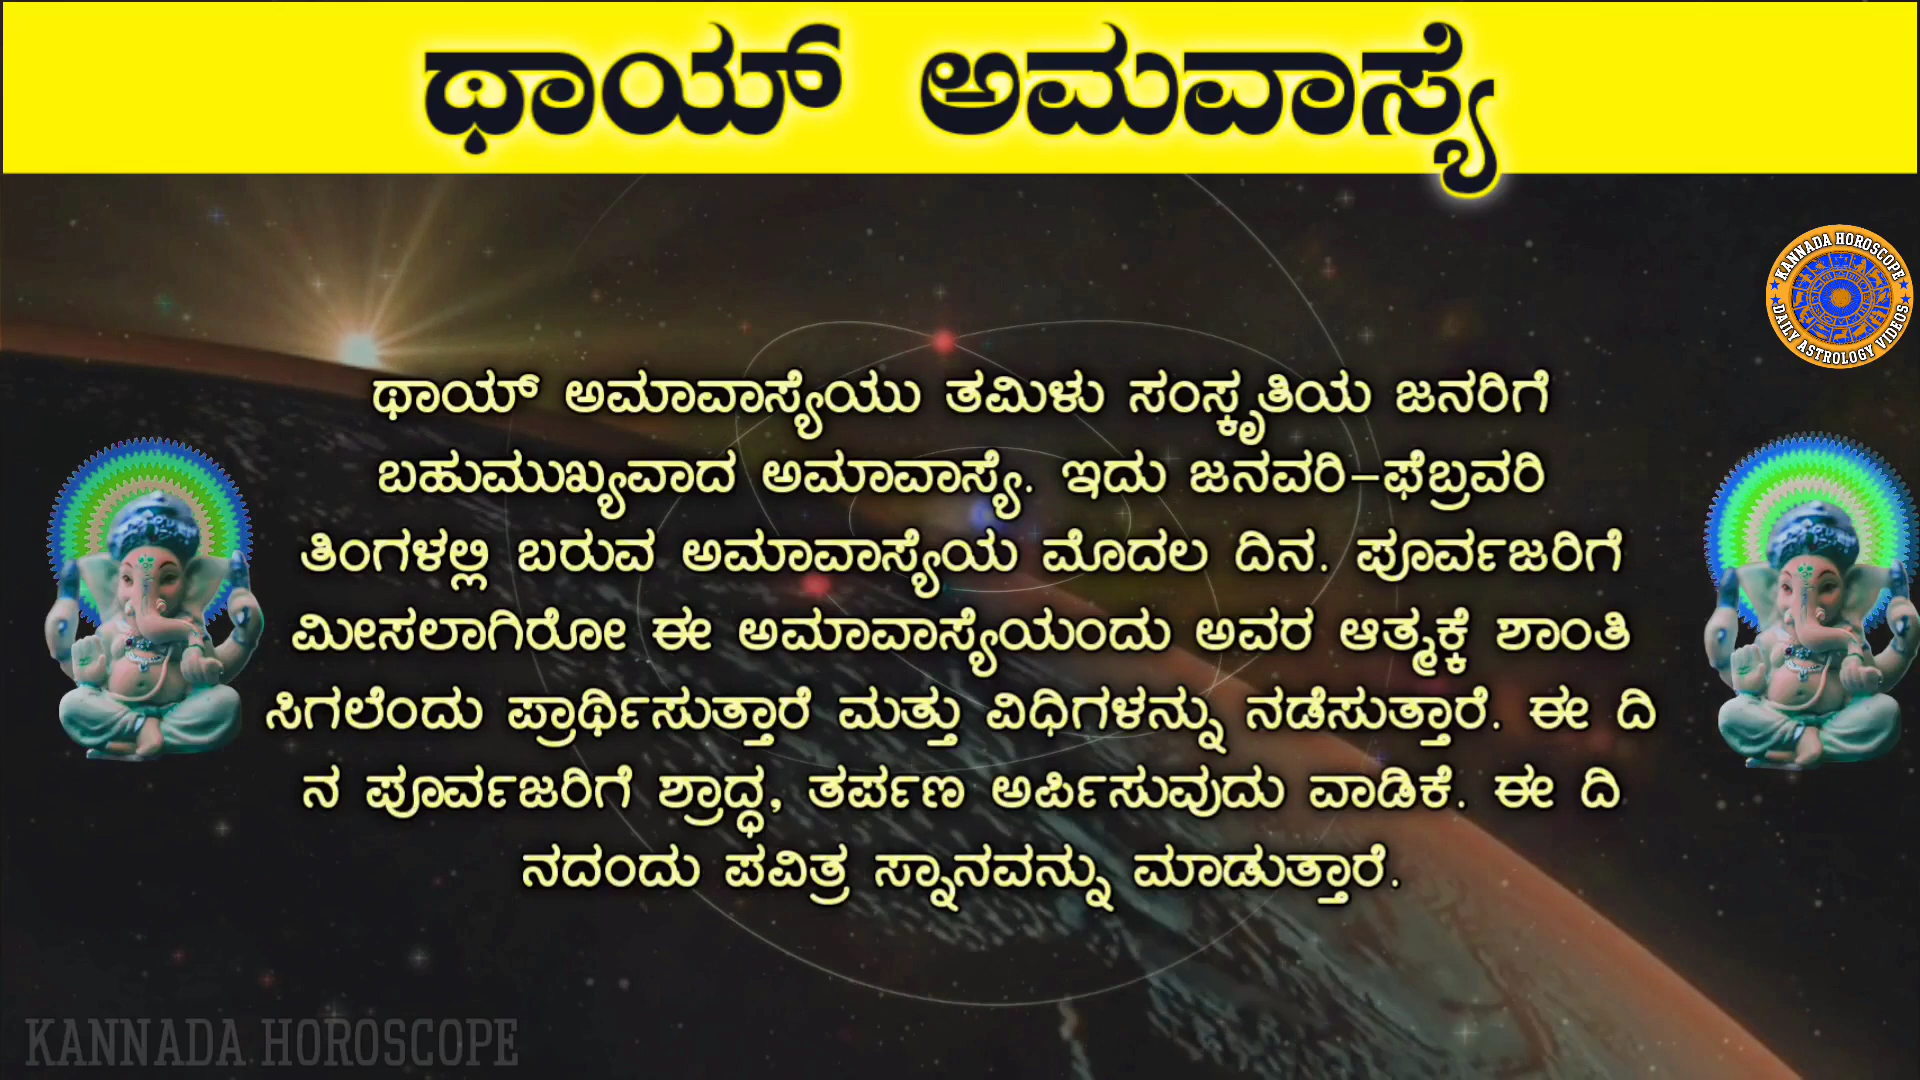 ಥಾಯ್ ಅಮವಾಸ್ಯೆ
KANNADA HOROSCOPE
DAILY ASTROLOGY VIDEOS
ಥಾಯ್ ಅಮಾವಾಸ್ಯೆಯು ತಮಿಳು ಸಂಸ್ಕೃತಿಯ ಜನರಿಗೆ
ಬಹುಮುಖ್ಯವಾದ ಅಮಾವಾಸ್ಯೆ. ಇದು ಜನವರಿ-ಫೆಬ್ರವರಿ
ತಿಂಗಳಲ್ಲಿ ಬರುವ ಅಮಾವಾಸ್ಯೆಯ ಮೊದಲ ದಿನ. ಪೂರ್ವಜರಿಗೆ
ಮೀಸಲಾಗಿರೋ ಈ ಅಮಾವಾಸ್ಯೆಯಂದು ಅವರ ಆತ್ಮಕ್ಕೆ ಶಾಂತಿ
ಸಿಗಲೆಂದು ಪ್ರಾರ್ಥಿಸುತ್ತಾರೆ ಮತ್ತು ವಿಧಿಗಳನ್ನು ನಡೆಸುತ್ತಾರೆ. ಈ ದಿ
ನ ಪೂರ್ವಜರಿಗೆ ಶ್ರಾದ್ಧ, ತರ್ಪಣ ಅರ್ಪಿಸುವುದು ವಾಡಿಕೆ. ಈ ದಿ
ನದಂದು ಪವಿತ್ರ ಸ್ನಾನವನ್ನು ಮಾಡುತ್ತಾರೆ.
KANNADA HOROSCOPE